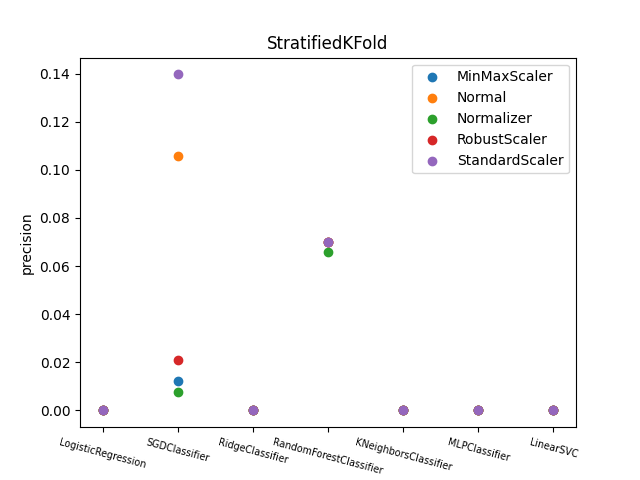 StratifiedKFold
MinMaxScaler
Normal
Normalizer
RobustScaler
StandardScaler
precision
0.14
0.12
0.10
0.08
0.06
0.04
0.02
0.00
LogisticRegression
SGDClassifier
RidgeClassifier
RandomForestClassifier
KNeighborsClassifier
MLPClassifier
LinearSVC